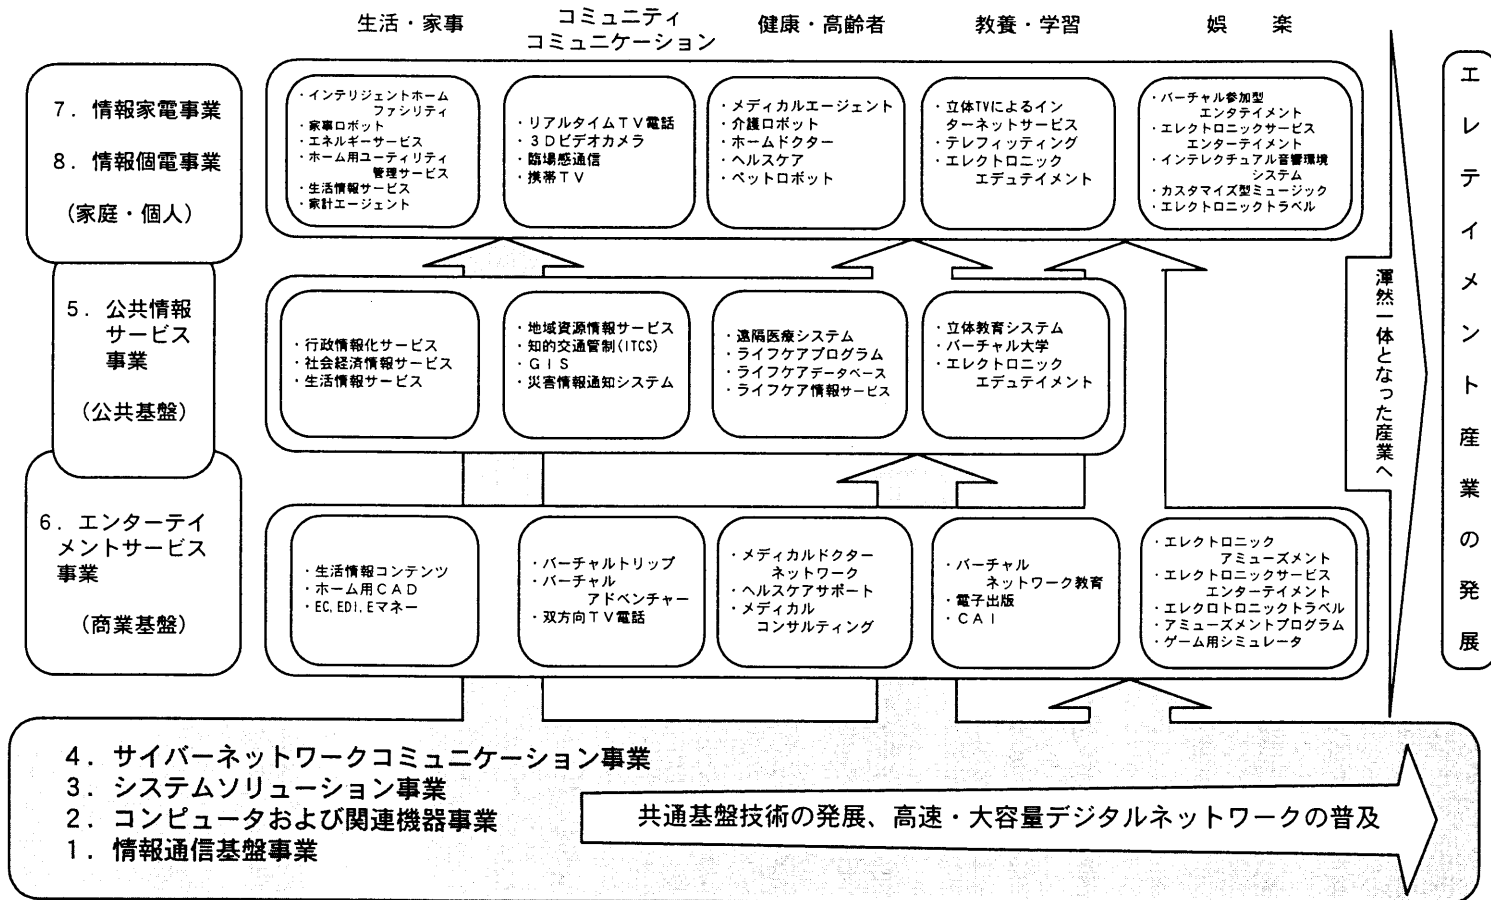 生活・家事
コミュニティ
コミュニケーション
健康・高齢者
教養・学習
娯　楽
7．情報家電事業
8．情報個電事業
(家庭・個人)
・インテリジェントホーム
ファシリティ
・家事ロボット
・エネルギーサービス
・ホーム用ユーティリティ
管理サービス
・生活情報サービス
・家計エージェント
・リアルタイムＴＶ電話
・３Ｄビデオカメラ
・臨場感通信
・携帯ＴＶ
・メディカルエージェント
・介護ロボット
・ホームドクター
・ヘルスケア
・ペットロボット
・立体TVによるイン
ターネットサービス
・テレフィッティング
・エレクトロニック
エデュテイメント
・バーチャル参加型
エンタテイメント
・エレクトロニックサービス
エンターテイメント
・インテレクチュアル音響環境
システム
・カスタマイズ型ミュージック
・エレクトロニックトラベル
5．公共情報
サービス
事業
(公共基盤)
・行政情報化サービス
・社会経済情報サービス
・生活情報サービス
・地域資源情報サービス
・知的交通管制(ITCS)
・ＧＩＳ
・災害情報通知システム
・遠隔医療システム
・ライフケアプログラム
・ライフケアデータベース
・ライフケア情報サービス
・立体教育システム
・バーチャル大学
・エレクトロニック
エデュテイメント
6．エンターテイ
メントサービス
事業
(商業基盤)
・生活情報コンテンツ
・ホーム用ＣＡＤ
・EC,EDI,Eマネー
・バーチャルトリップ
・バーチャル
アドベンチャー
・双方向ＴＶ電話
・メディカルドクター
ネットワーク
・ヘルスケアサポート
・メディカル
コンサルティング
・バーチャル
ネットワーク教育
・電子出版
・ＣＡＩ
・エレクトロニック
アミューズメント
・エレクトロニックサービス
エンターテイメント
・エレクロトロニックトラベル
・アミューズメントプログラム
・ゲーム用シミュレータ
渾然一体となった産業へ
エレテイメント産業の発展
4．サイバーネットワークコミュニケーション事業
3．システムソリューション事業
2．コンピュータおよび関連機器事業
1．情報通信基盤事業
共通基盤技術の発展、高速・大容量デジタルネットワークの普及